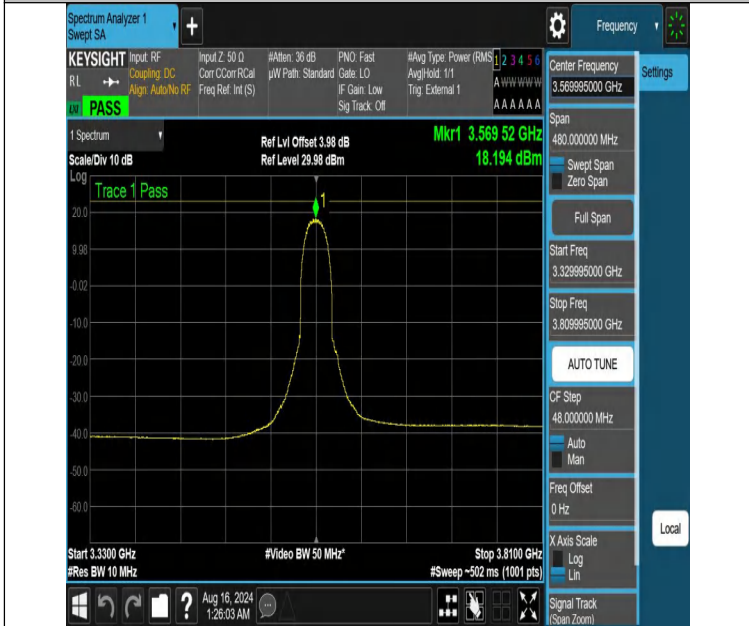 Spectrum Analyzer 1
Swept SA
+
Frequency
KEYSIGHT Input: RF
RL Coupling: DC
Align: Auto/No RF
LXI PASS
Input Z: 50 Ω
Corr CCorr RCal
Freq Ref: Int (S)
#Atten: 36 dB
µW Path: Standard
PNO: Fast
Gate: LO
IF Gain: Low
Sig Track: Off
#Avg Type: Power (RMS
Avg|Hold: 1/1
Trig: External 1
1 2 3 4 5 6
A W W W W W
A A A A A A
1 Spectrum
Scale/Div 10 dB
Log
Ref Lvl Offset 3.98 dB
Ref Level 29.98 dBm
Mkr1 3.569 52 GHz
18.194 dBm
Trace 1 Pass
1
20.0
9.98
-0.02
-10.0
-20.0
-30.0
-40.0
-50.0
-60.0
Start 3.3300 GHz
#Res BW 10 MHz
#Video BW 50 MHz*
Stop 3.8100 GHz
#Sweep ~502 ms (1001 pts)
Center Frequency
3.569995000 GHz
Settings
Span
480.000000 MHz
Swept Span
Zero Span
Full Span
Start Freq
3.329995000 GHz
Stop Freq
3.809995000 GHz
AUTO TUNE
CF Step
48.000000 MHz
Auto
Man
Freq Offset
0 Hz
X Axis Scale
Log
Lin
Signal Track
(Span Zoom)
Local
?
Aug 16, 2024
1:26:03 AM